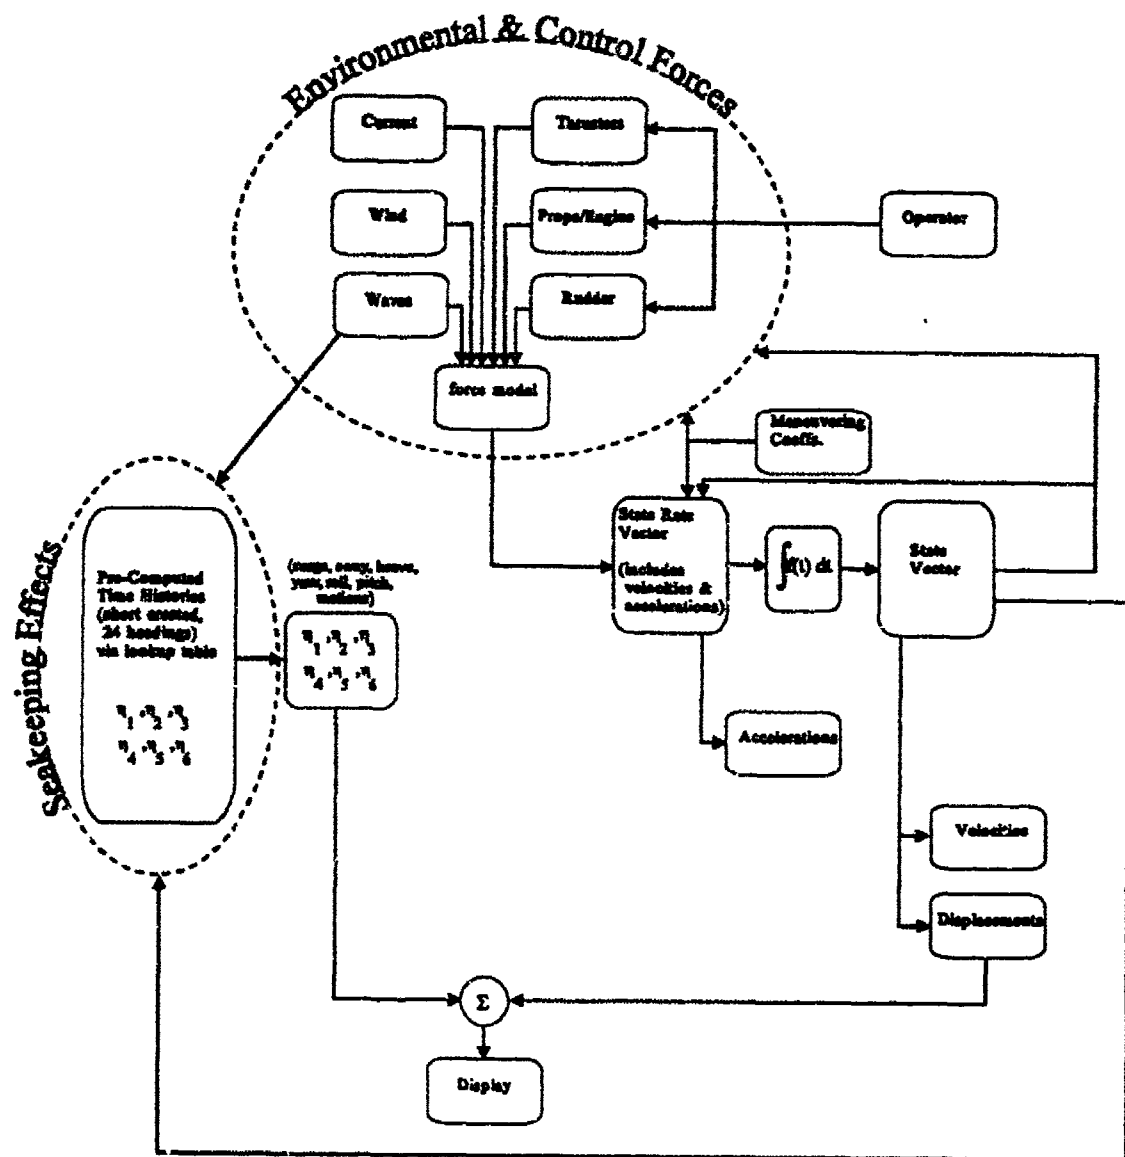 Environmental & Control Forces
Current
Thrusters
Wind
Props/Engine
Operator
Waves
Rudder
force model
Maneuvering
Coeffs.
State Rate
Vector
(includes
velocities &
accelerations)
∫f(t) dt
State
Vector
Seakeeping Effects
Pre-Computed
Time Histories
(short crested,
24 headings)
via lookup table
η1 ,η2 ,η3
η4 ,η5 ,η6
(surge, sway, heave,
yaw, roll, pitch,
motions)
η1 ,η2 ,η3
η4 ,η5 ,η6
Accelerations
Velocities
Displacements
Σ
Display